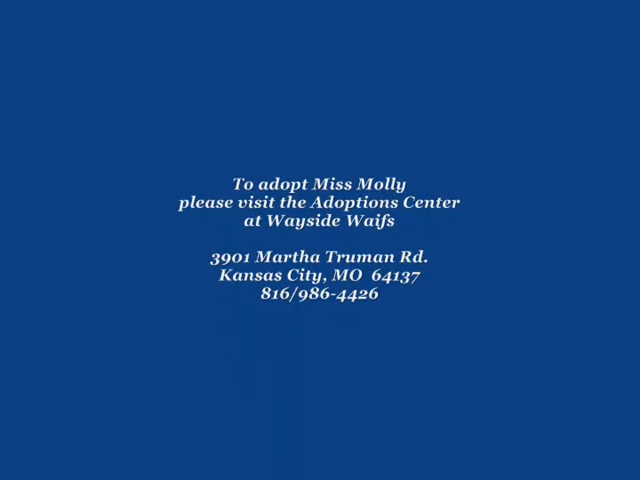 To adopt Miss Molly
please visit the Adoptions Center
at Wayside Waifs
3901 Martha Truman Rd.
Kansas City, MO 64137
816/986-4426